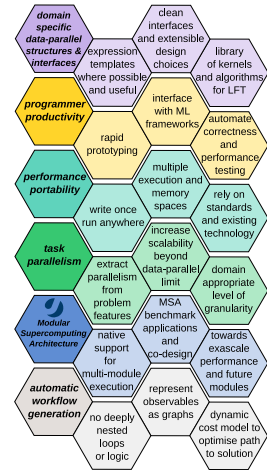 domain
specific
data-parallel
structures &
interfaces
expression
templates
where possible
and useful
clean
interfaces
and extensible
design
choices
library
of kernels
and algorithms
for LFT
programmer
productivity
rapid
prototyping
interface
with ML
frameworks
automate
correctness
and
performance
testing
performance
portability
write once
run anywhere
multiple
execution and
memory
spaces
rely on
standards
and existing
technology
task
parallelism
extract
parallelism
from
problem
features
increase
scalability
beyond
data-parallel
limit
domain
appropriate
level of
granularity
Modular
Supercomputing
Architecture
native
support
for
multi-module
execution
MSA
benchmark
applications
and
co-design
towards
exascale
performance
and future
modules
automatic
workflow
generation
no deeply
nested
loops
or logic
represent
observables
as graphs
dynamic
cost model to
optimise path
to solution